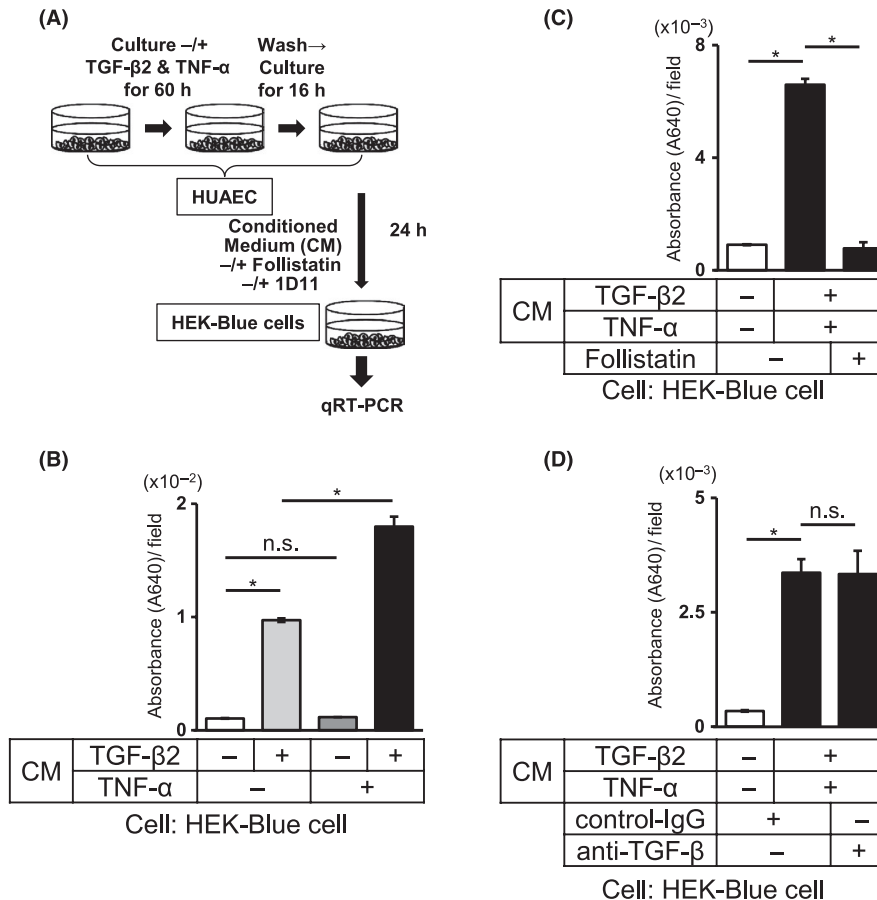 (A)
Culture –/+
TGF-β2 & TNF-α
for 60 h
Wash→
Culture
for 16 h
HUAEC
Conditioned
Medium (CM)
–/+ Follistatin
–/+ 1D11
24 h
HEK-Blue cells
qRT-PCR
(B)
(x10⁻²)
Absorbance (A640)/ field
2
1
0
*
n.s.
*
CM
TGF-β2 – + – +
TNF-α – +
Cell: HEK-Blue cell
(C)
(x10⁻³)
Absorbance (A640)/ field
8
4
0
* *
CM
TGF-β2 – +
TNF-α – +
Follistatin – +
Cell: HEK-Blue cell
(D)
(x10⁻³)
Absorbance (A640)/ field
5
2.5
0
* n.s.
CM
TGF-β2 – +
TNF-α – +
control-IgG + –
anti-TGF-β – +
Cell: HEK-Blue cell